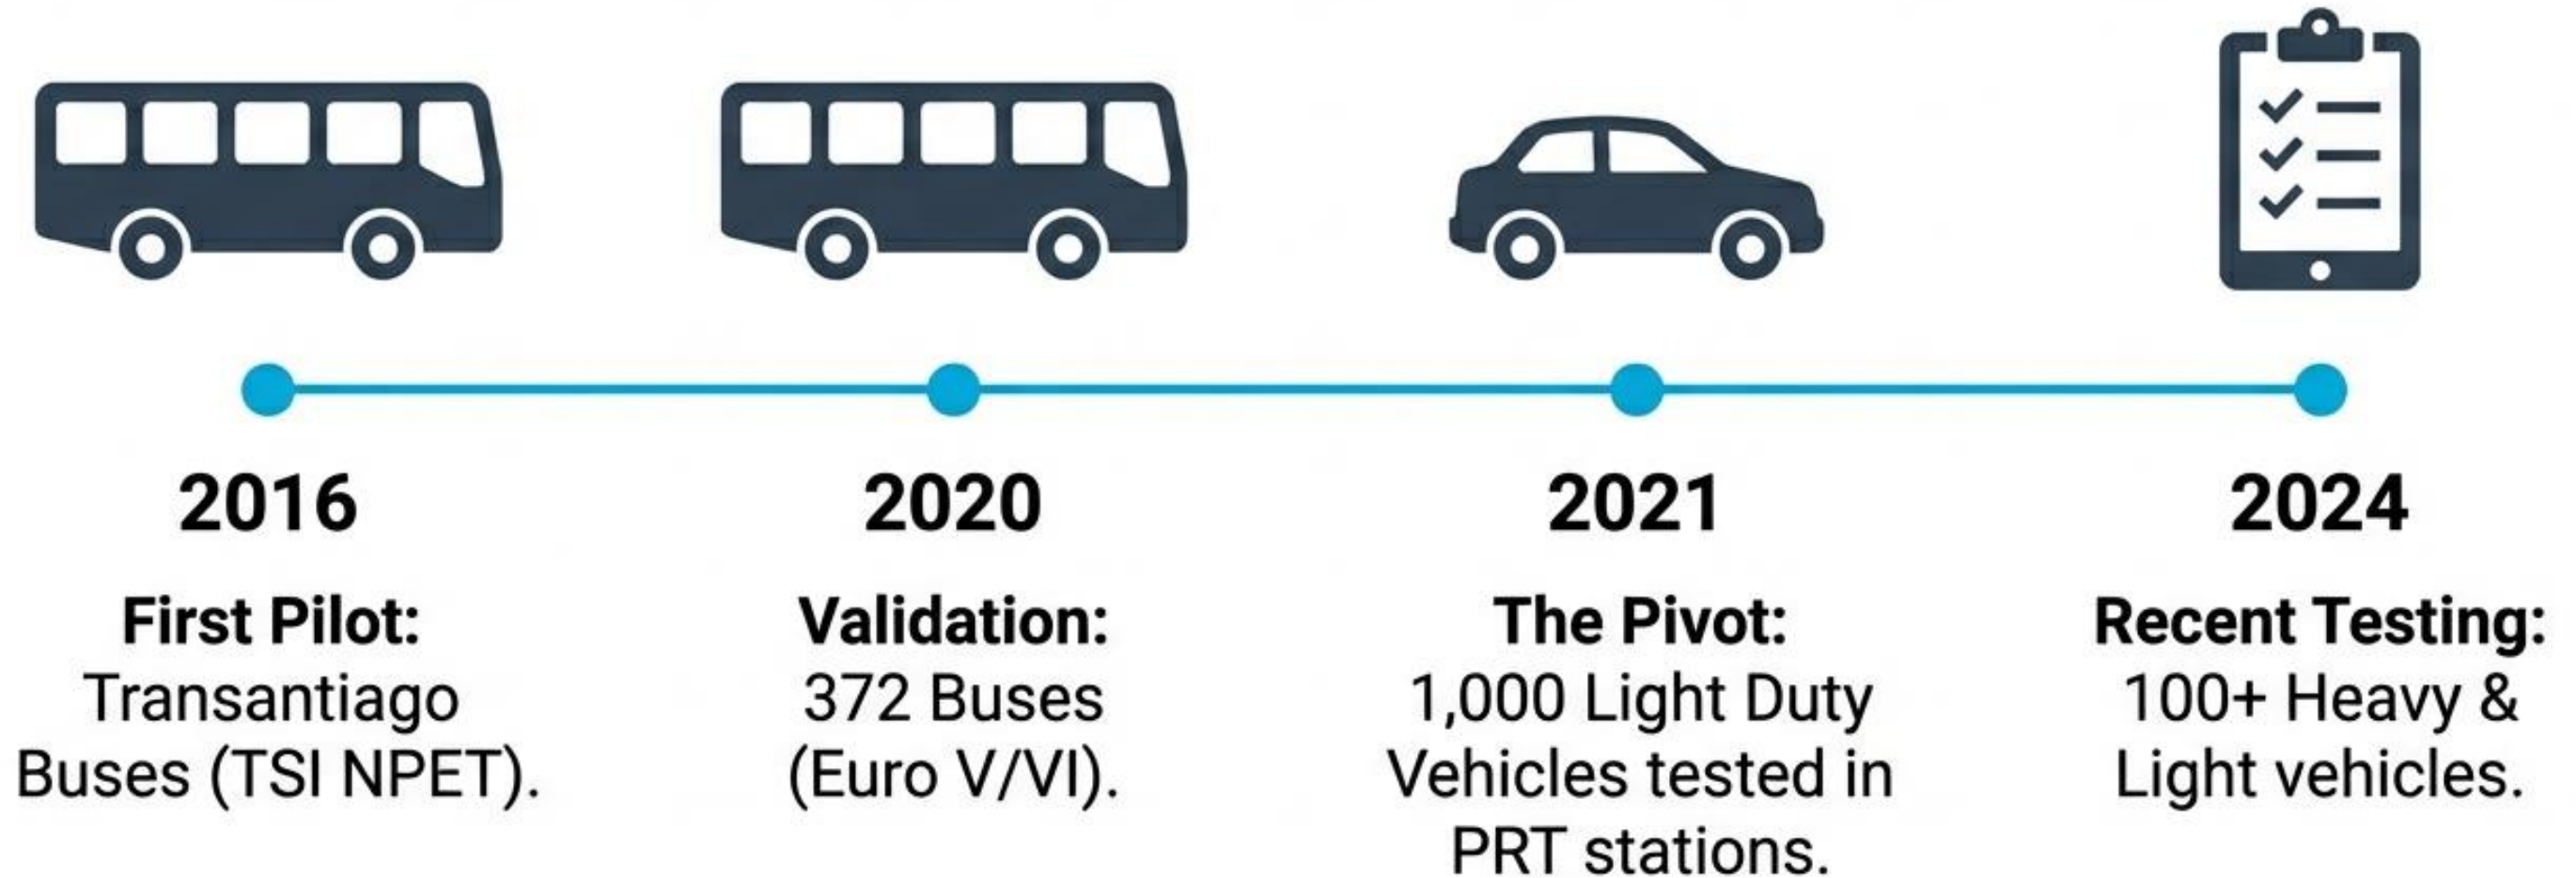 2016
First Pilot:
Transantiago
Buses (TSI NPET).
2020
Validation:
372 Buses
(Euro V/VI).
2021
The Pivot:
1,000 Light Duty
Vehicles tested in
PRT stations.
2024
Recent Testing:
100+ Heavy &
Light vehicles.